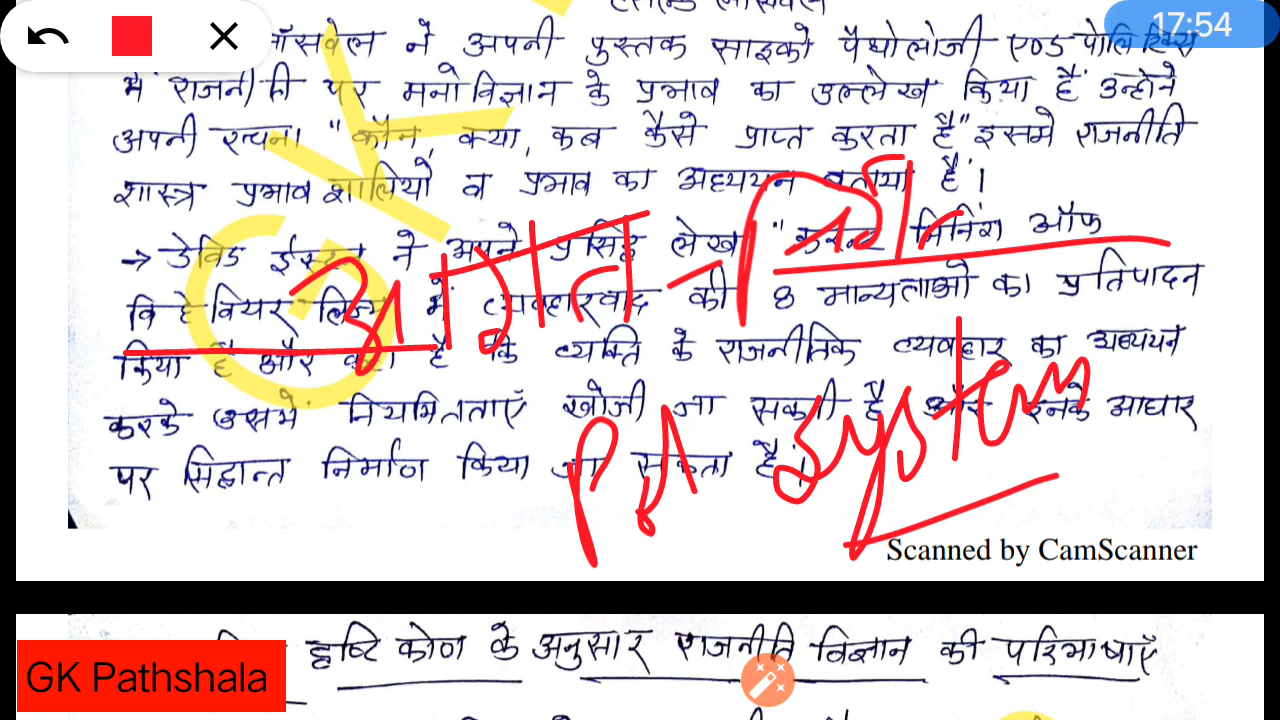 17:54
लॉसवेल ने अपनी पुस्तक साइको पैथोलोजी एण्ड पोलिटिक्स
में राजनीति पर मनोविज्ञान के प्रभाव का उल्लेख किया है उन्होने
अपनी रचना "कौन, क्या, कब कैसे प्राप्त करता है" इसमे राजनीति
शास्त्र प्रभाव शालियों व प्रभाव का अध्ययन बताया है।
→ डेविड ईस्टन ने अपने प्रसिद्ध लेख "करन्ट मिनिंग ऑफ
विहेवियर लिज्म में व्यवहारवाद की 8 मान्यताओं का प्रतिपादन
किया है और कहा है कि व्यक्ति के राजनीतिक व्यवहार का अध्ययन
करके उसमें नियमितताएँ खोजी जा सकती है और इनके आधार
पर सिद्धान्त निर्माण किया जा सकता है।
System
Scanned by CamScanner
दृष्टि कोण के अनुसार राजनीति विज्ञान की परिभाषाएँ
GK Pathshala